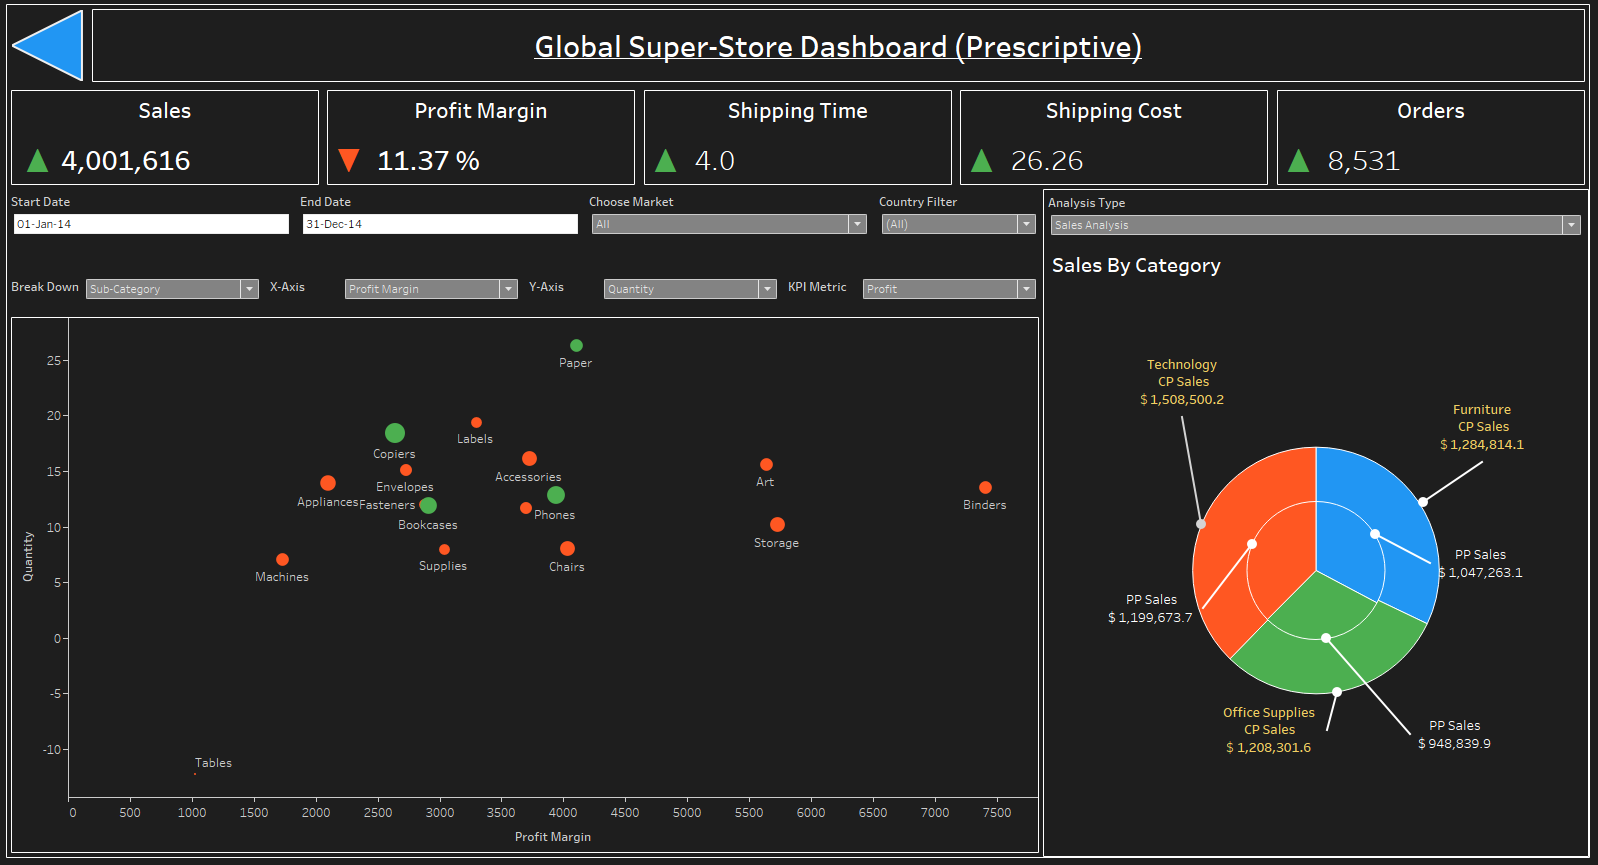 Global Super-Store Dashboard (Prescriptive)
Sales
4,001,616
Profit Margin
11.37 %
Shipping Time
4.0
Shipping Cost
26.26
Orders
8,531
Start Date
01-Jan-14
End Date
31-Dec-14
Choose Market
All
Country Filter
(All)
Analysis Type
Sales Analysis
Break Down
Sub-Category
X-Axis
Profit Margin
Y-Axis
Quantity
KPI Metric
Profit
Quantity
25
20
15
10
5
0
-5
-10
Paper
Labels
Copiers
Accessories
Envelopes
Art
Appliances
Fasteners
Bookcases
Phones
Binders
Storage
Supplies
Chairs
Machines
Tables
0
500
1000
1500
2000
2500
3000
3500
4000
4500
5000
5500
6000
6500
7000
7500
Profit Margin
Sales By Category
Technology
CP Sales
$ 1,508,500.2
Furniture
CP Sales
$ 1,284,814.1
PP Sales
$ 1,047,263.1
PP Sales
$ 1,199,673.7
Office Supplies
CP Sales
$ 1,208,301.6
PP Sales
$ 948,839.9